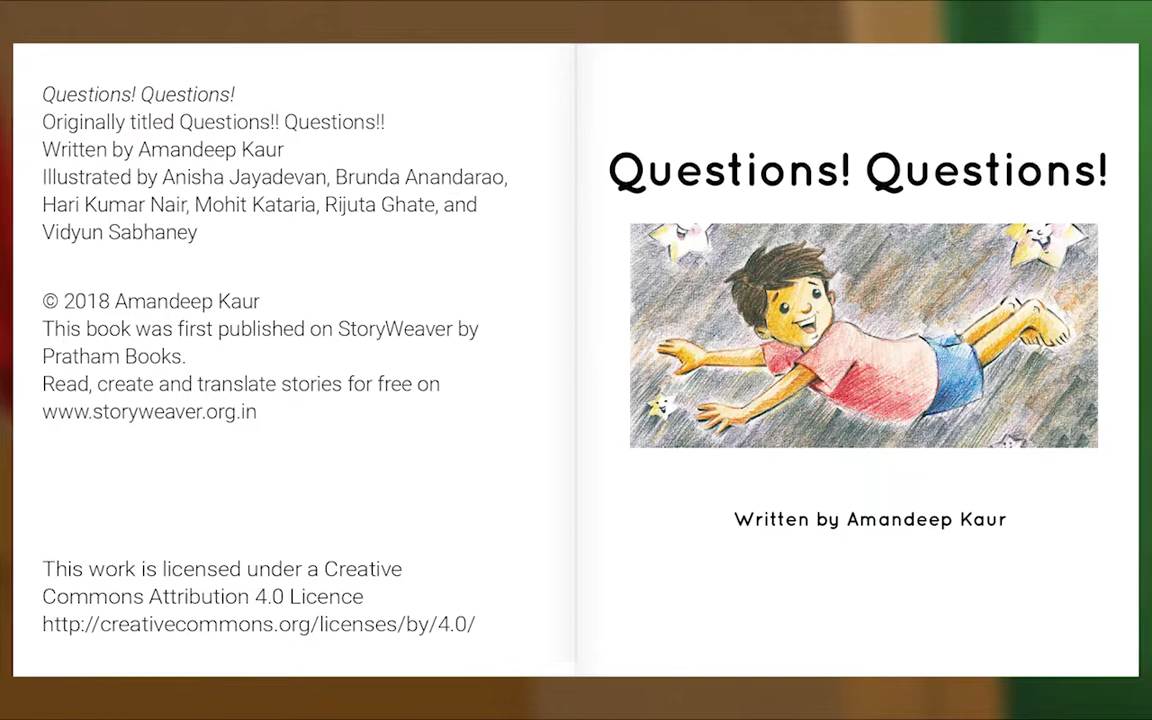 Questions! Questions!
Originally titled Questions!! Questions!!
Written by Amandeep Kaur
Illustrated by Anisha Jayadevan, Brunda Anandarao,
Hari Kumar Nair, Mohit Kataria, Rijuta Ghate, and
Vidyun Sabhaney
© 2018 Amandeep Kaur
This book was first published on StoryWeaver by
Pratham Books.
Read, create and translate stories for free on
www.storyweaver.org.in
This work is licensed under a Creative
Commons Attribution 4.0 Licence
http://creativecommons.org/licenses/by/4.0/
Questions! Questions!
Written by Amandeep Kaur